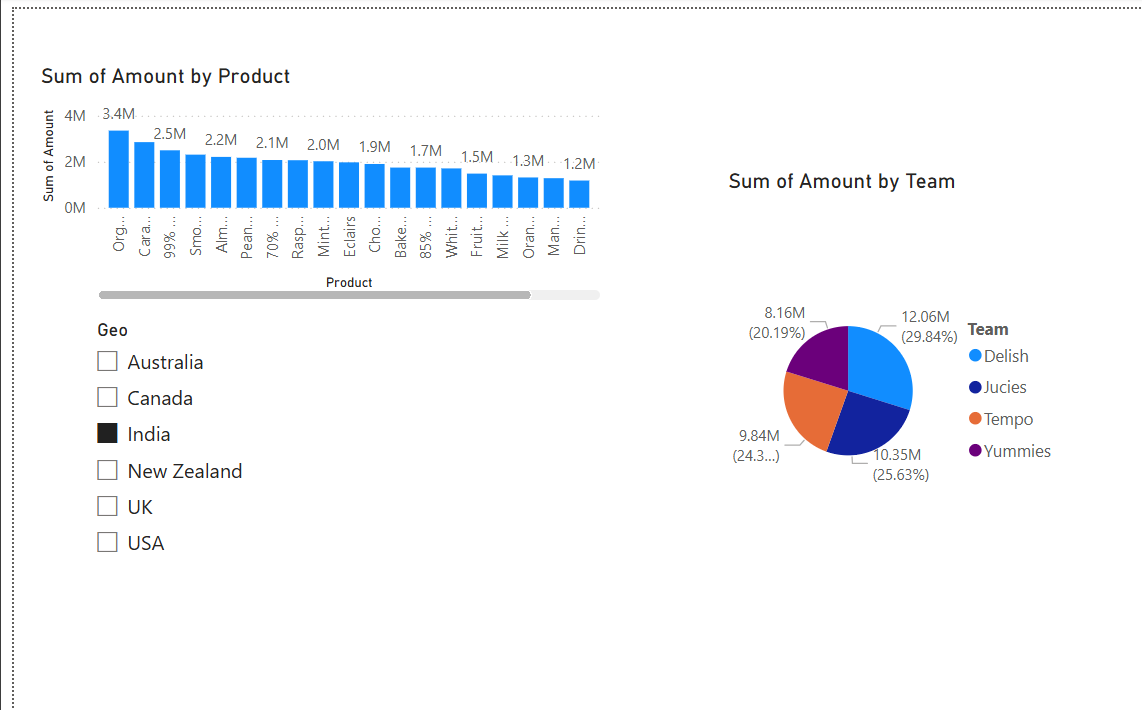 Sum of Amount by Product
Sum of Amount
4M
2M
0M
3.4M
2.5M
2.2M
2.1M
2.0M
1.9M
1.7M
1.5M
1.3M
1.2M
Org...
Cara...
99% ...
Smo...
Alm...
Pean...
70% ...
Rasp...
Mint...
Eclairs
Cho...
Bake...
85% ...
Whit...
Fruit...
Milk ...
Oran...
Man...
Drin...
Product
Geo
Australia
Canada
India
New Zealand
UK
USA
Sum of Amount by Team
8.16M
(20.19%)
12.06M
(29.84%)
9.84M
(24.3...)
10.35M
(25.63%)
Team
Delish
Jucies
Tempo
Yummies